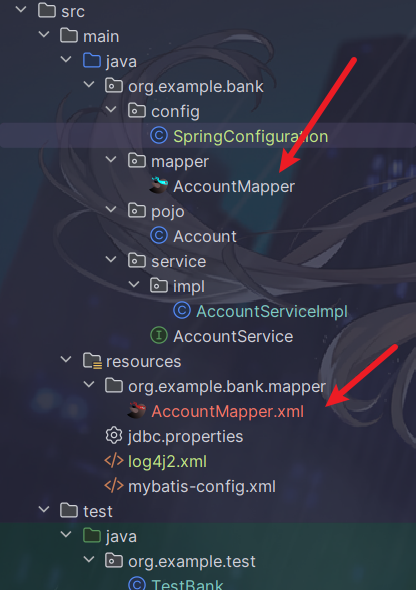 src
main
java
org.example.bank
config
SpringConfiguration
mapper
AccountMapper
pojo
Account
service
impl
AccountServiceImpl
AccountService
resources
org.example.bank.mapper
AccountMapper.xml
jdbc.properties
log4j2.xml
mybatis-config.xml
test
java
org.example.test
TestBank